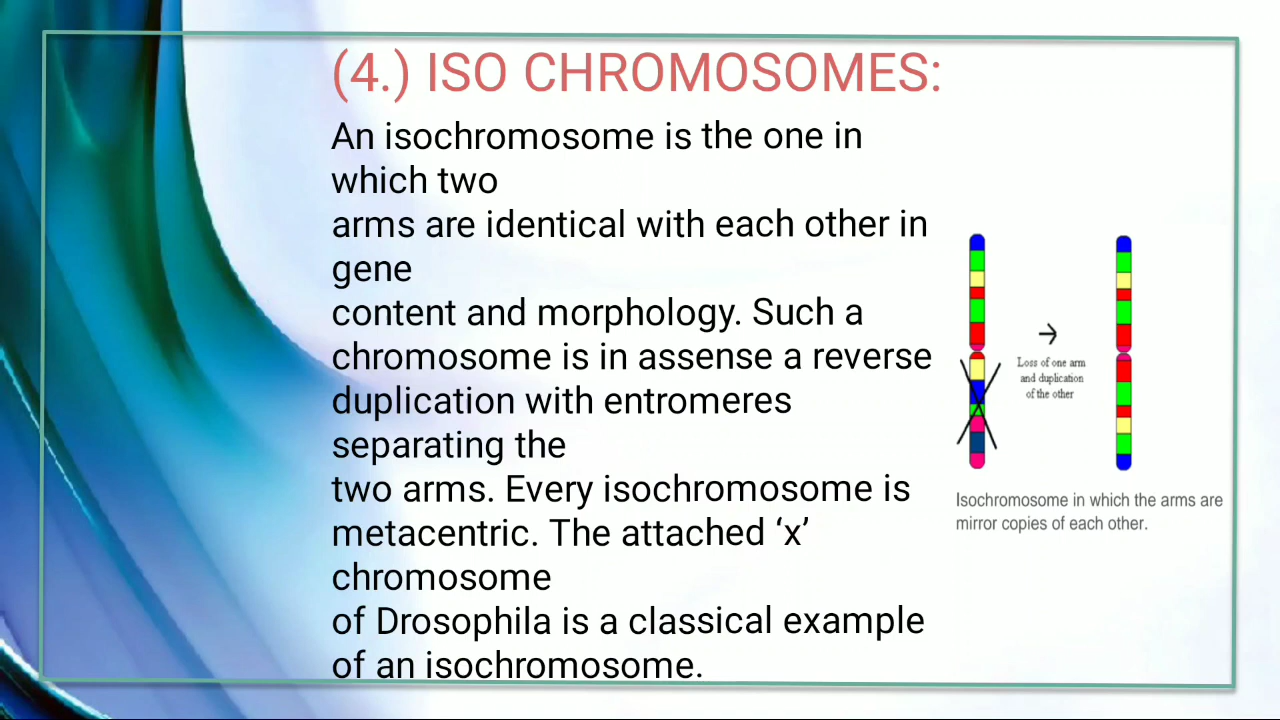 (4.) ISO CHROMOSOMES:
An isochromosome is the one in
which two
arms are identical with each other in
gene
content and morphology. Such a
chromosome is in assense a reverse
duplication with entromeres
separating the
two arms. Every isochromosome is
metacentric. The attached ‘x’
chromosome
of Drosophila is a classical example
of an isochromosome.
Loss of one arm
and duplication
of the other
Isochromosome in which the arms are
mirror copies of each other.